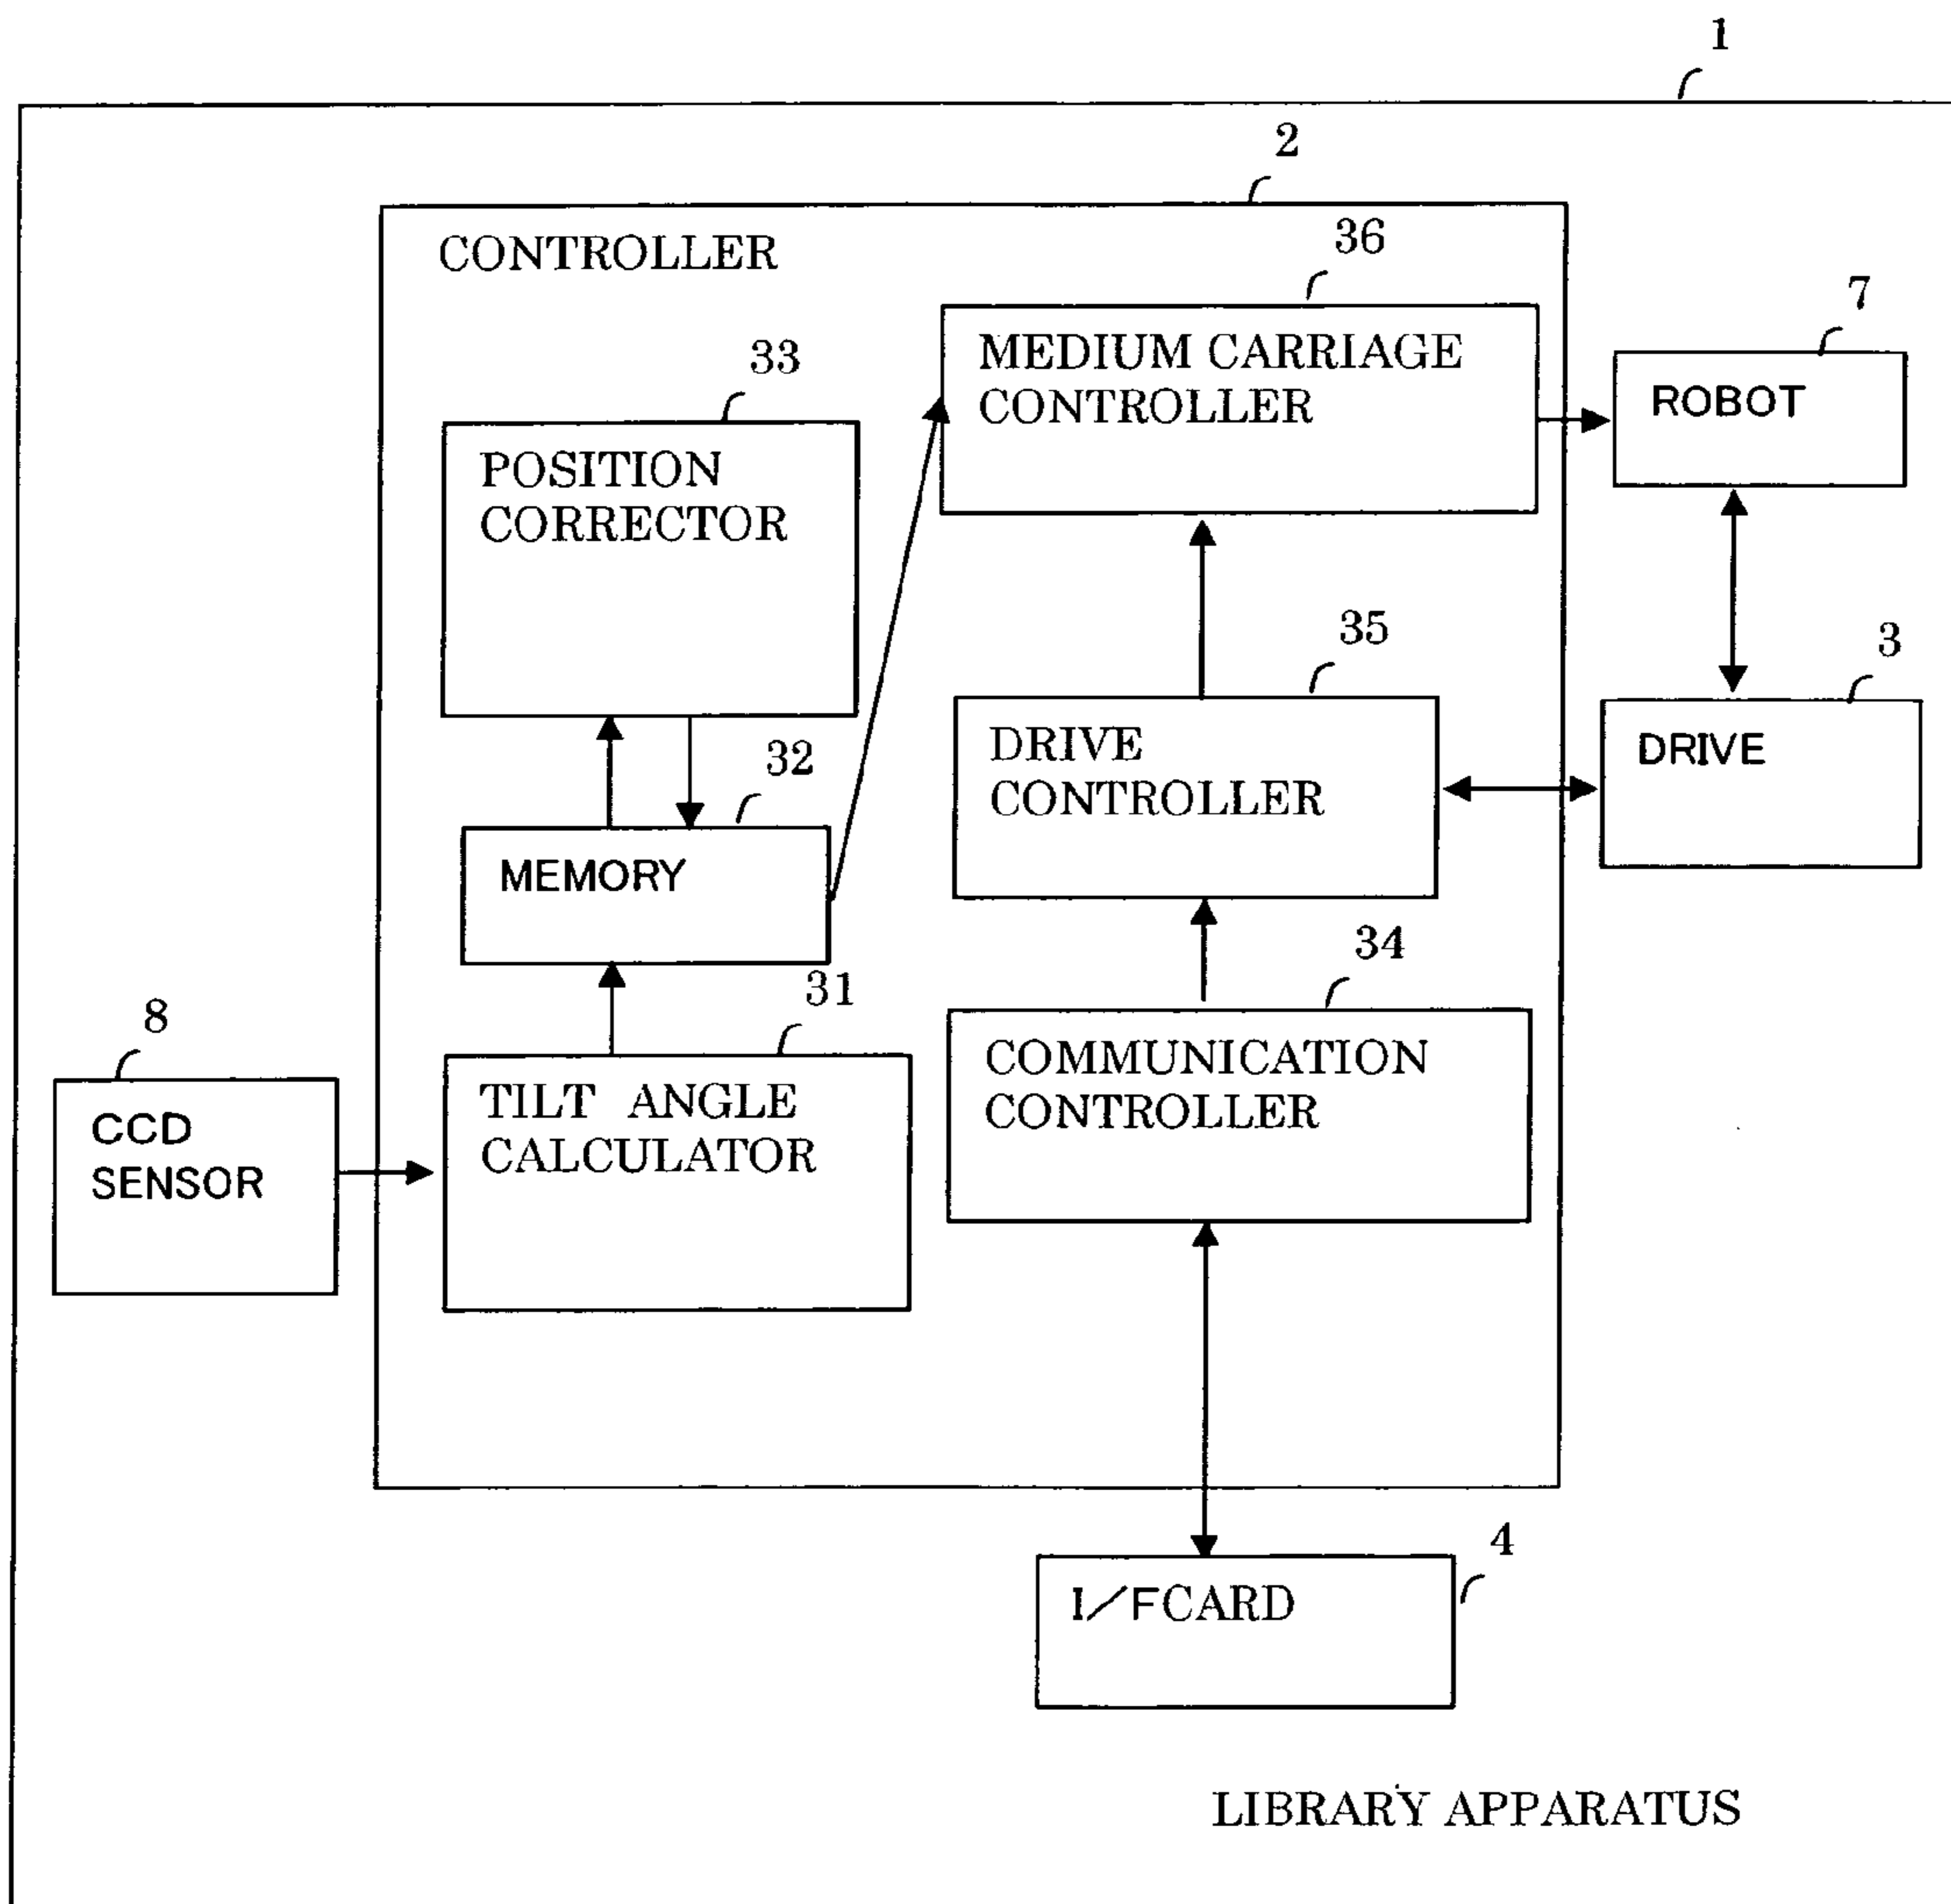 1
2
CONTROLLER
36
MEDIUM CARRIAGE
CONTROLLER
7
ROBOT
33
POSITION
CORRECTOR
35
DRIVE
CONTROLLER
3
DRIVE
32
MEMORY
34
COMMUNICATION
CONTROLLER
31
TILT ANGLE
CALCULATOR
8
CCD
SENSOR
4
I/FCARD
LIBRARY APPARATUS